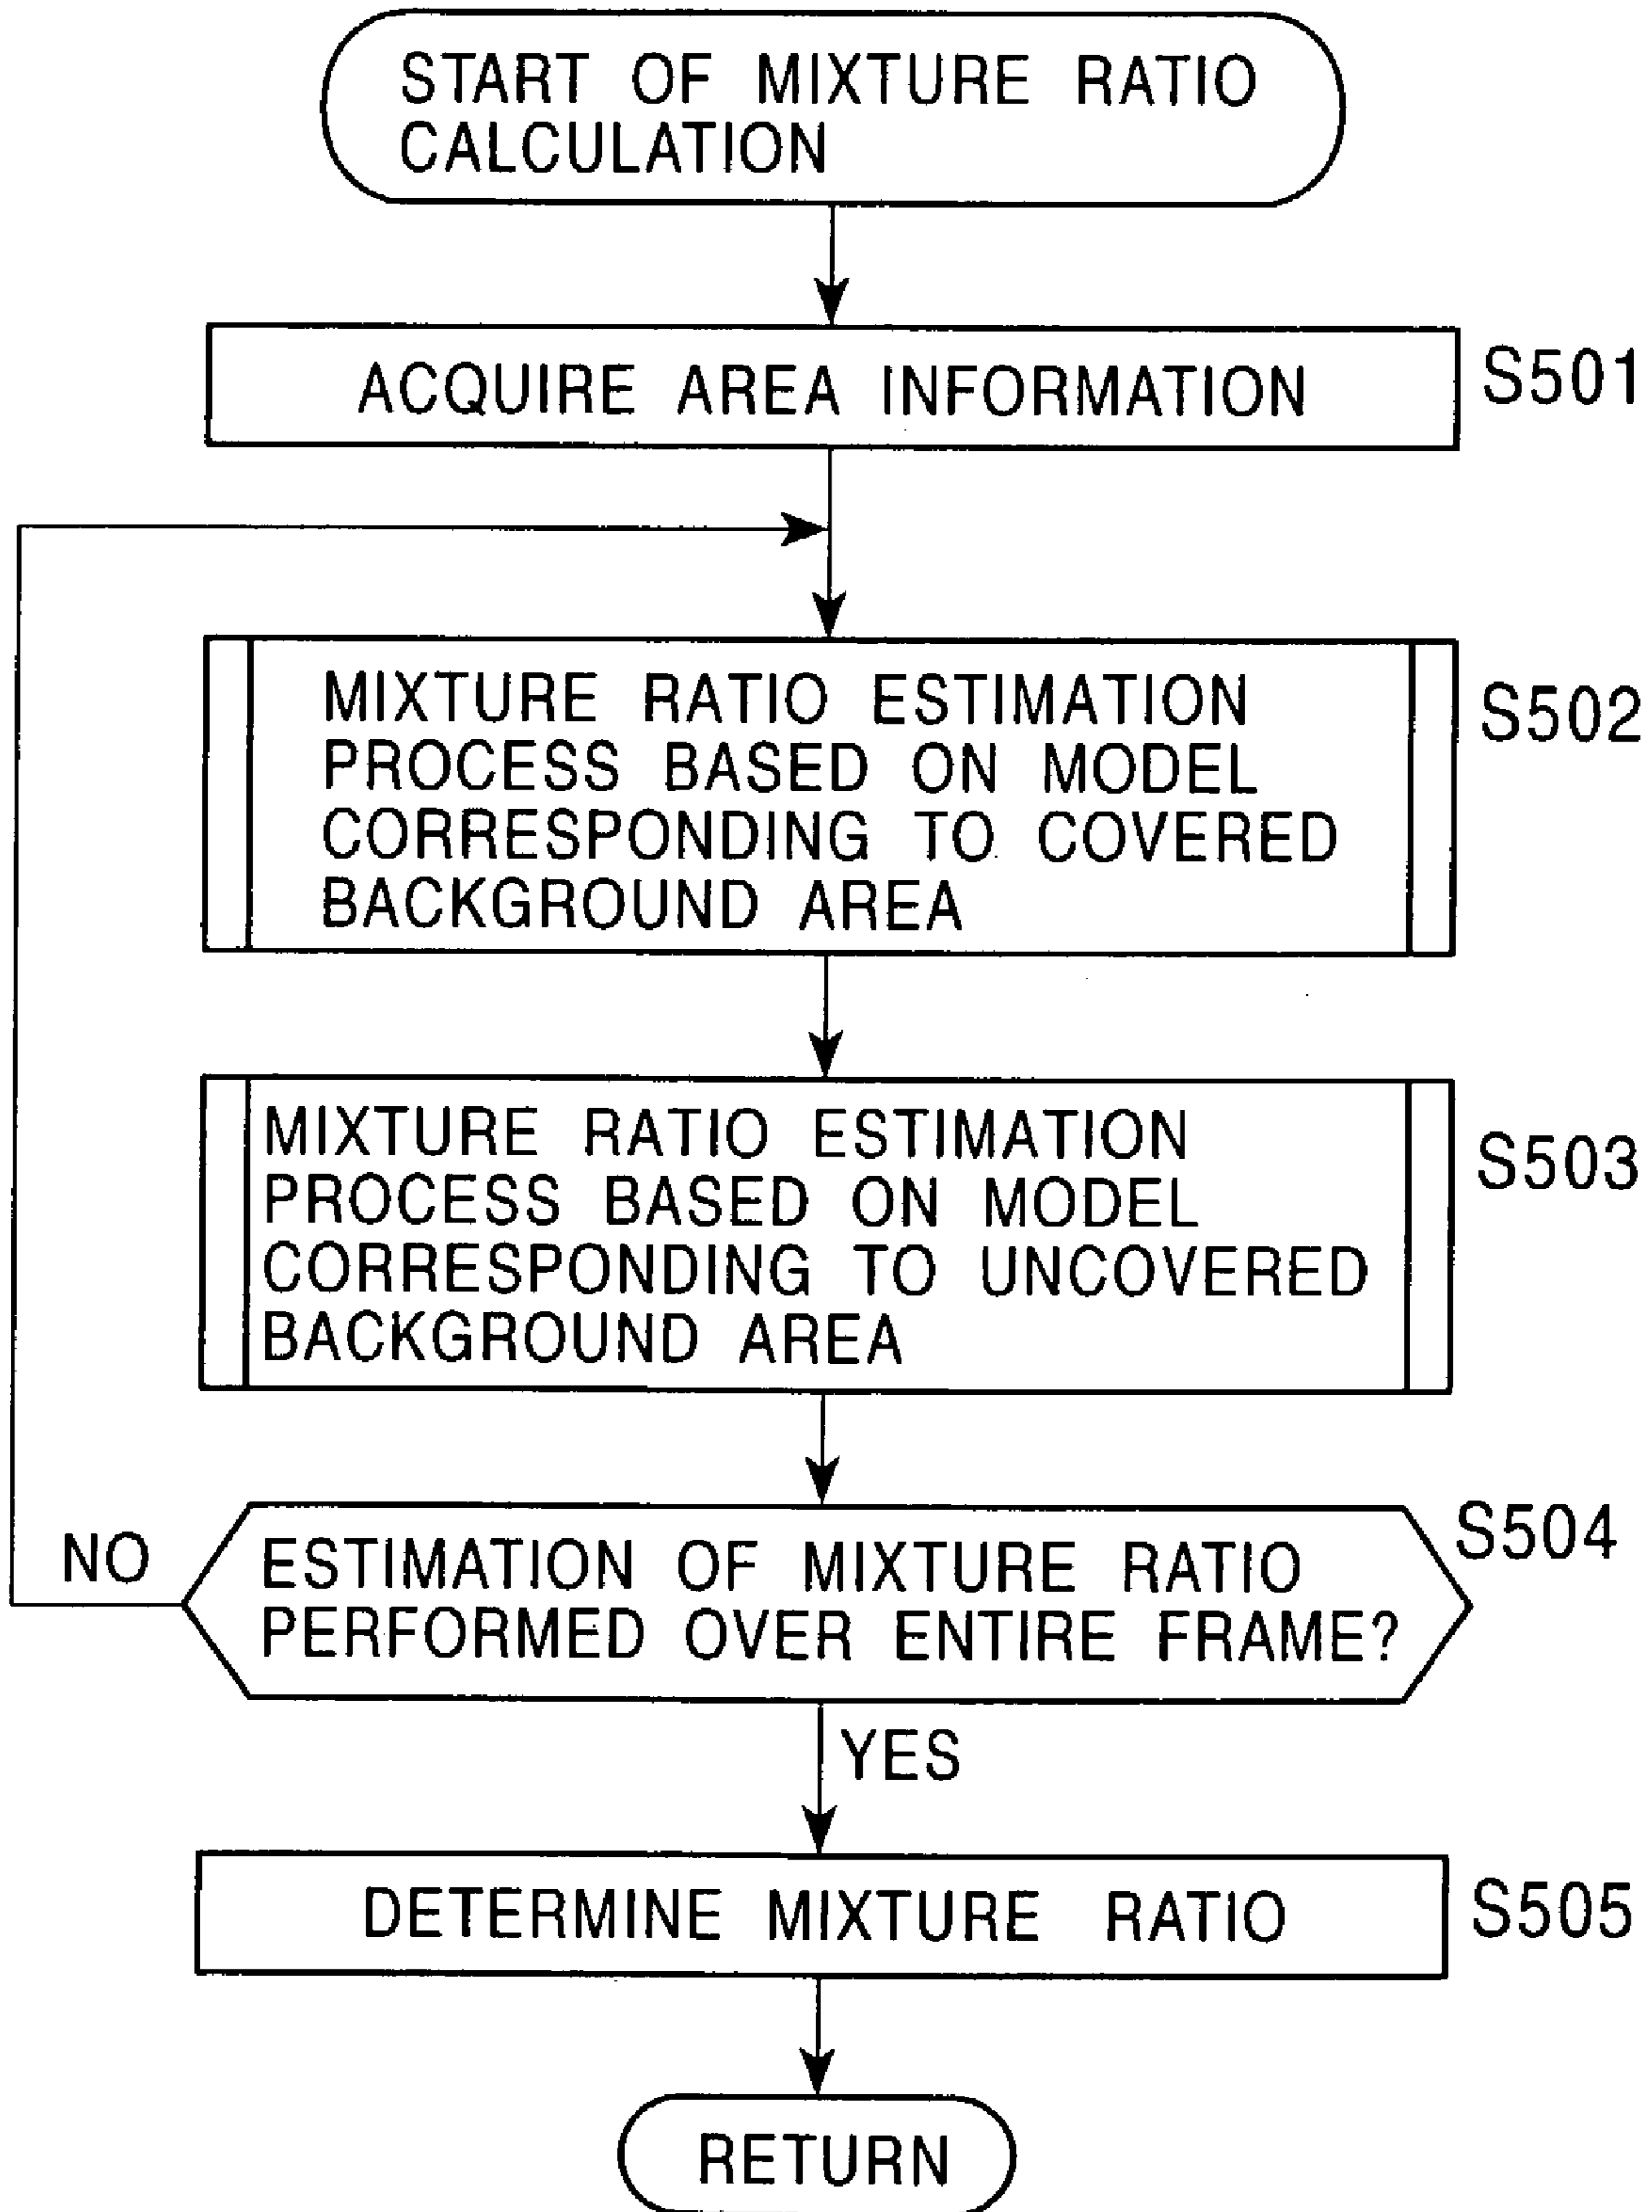 START OF MIXTURE RATIO
CALCULATION
ACQUIRE AREA INFORMATION
S501
MIXTURE RATIO ESTIMATION
PROCESS BASED ON MODEL
CORRESPONDING TO COVERED
BACKGROUND AREA
S502
MIXTURE RATIO ESTIMATION
PROCESS BASED ON MODEL
CORRESPONDING TO UNCOVERED
BACKGROUND AREA
S503
NO
ESTIMATION OF MIXTURE RATIO
PERFORMED OVER ENTIRE FRAME?
S504
YES
DETERMINE MIXTURE RATIO
S505
RETURN